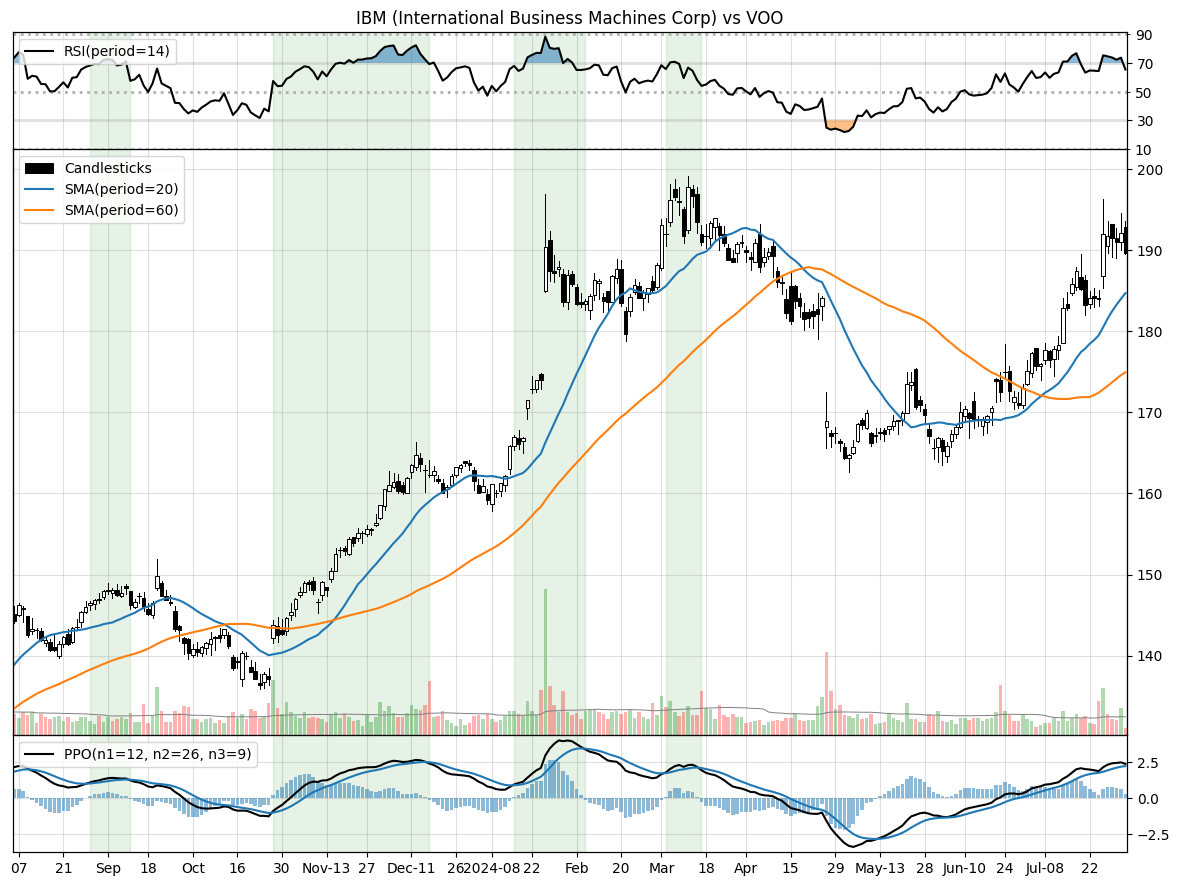 IBM (International Business Machines Corp) vs VOO
RSI(period=14)
90
70
50
30
10
Candlesticks
SMA(period=20)
SMA(period=60)
200
190
180
170
160
150
140
PPO(n1=12, n2=26, n3=9)
2.5
0.0
−2.5
07 21 Sep 18 Oct 16 30 Nov-13 27 Dec-11 26 2024-08 22 Feb 20 Mar 18 Apr 15 29 May-13 28 Jun-10 24 Jul-08 22